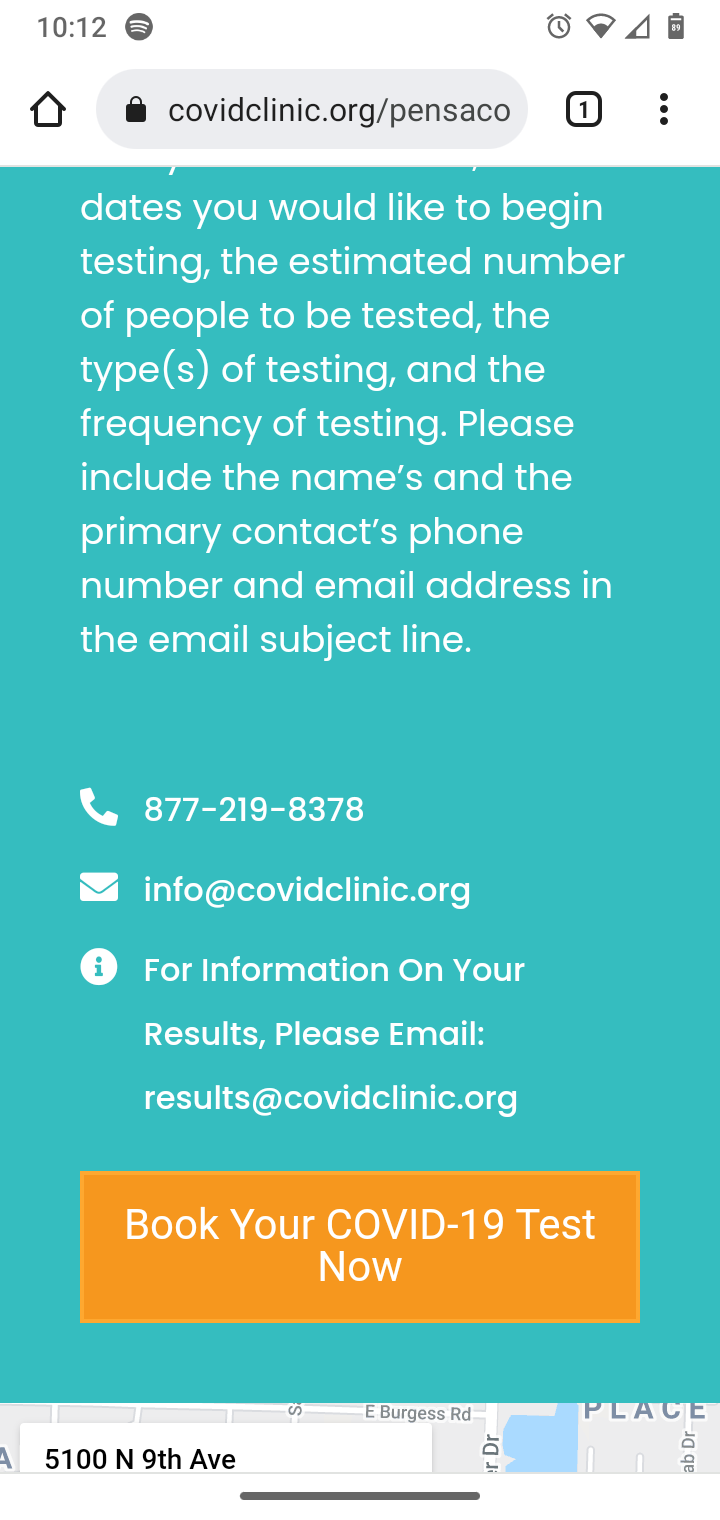 10:12
89
covidclinic.org/pensaco
1
dates you would like to begin
testing, the estimated number
of people to be tested, the
type(s) of testing, and the
frequency of testing. Please
include the name’s and the
primary contact’s phone
number and email address in
the email subject line.
877-219-8378
info@covidclinic.org
For Information On Your
Results, Please Email:
results@covidclinic.org
Book Your COVID-19 Test
Now
E Burgess Rd
PLACE
5100 N 9th Ave